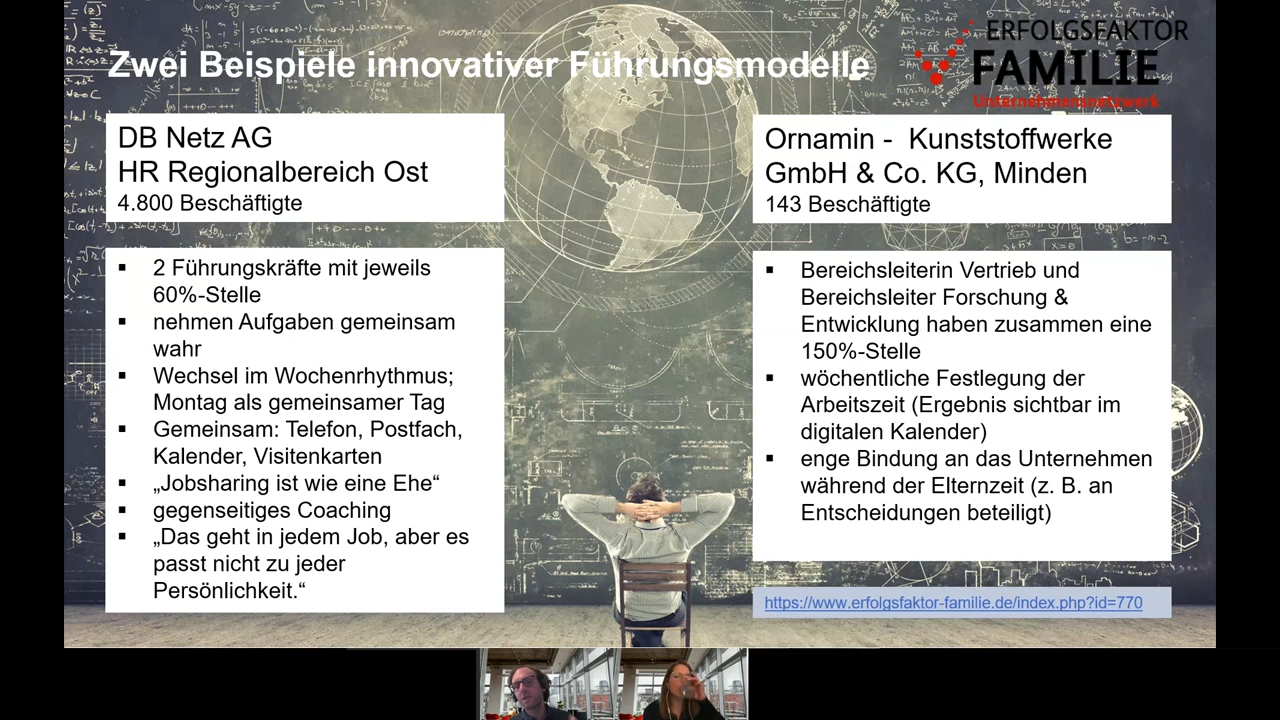 Zwei Beispiele innovativer Führungsmodelle
ERFOLGSFAKTOR
FAMILIE
Unternehmensnetzwerk
DB Netz AG
HR Regionalbereich Ost
4.800 Beschäftigte
▪ 2 Führungskräfte mit jeweils
60%-Stelle
▪ nehmen Aufgaben gemeinsam
wahr
▪ Wechsel im Wochenrhythmus;
Montag als gemeinsamer Tag
▪ Gemeinsam: Telefon, Postfach,
Kalender, Visitenkarten
▪ „Jobsharing ist wie eine Ehe“
▪ gegenseitiges Coaching
▪ „Das geht in jedem Job, aber es
passt nicht zu jeder
Persönlichkeit.“
Ornamin - Kunststoffwerke
GmbH & Co. KG, Minden
143 Beschäftigte
▪ Bereichsleiterin Vertrieb und
Bereichsleiter Forschung &
Entwicklung haben zusammen eine
150%-Stelle
▪ wöchentliche Festlegung der
Arbeitszeit (Ergebnis sichtbar im
digitalen Kalender)
▪ enge Bindung an das Unternehmen
während der Elternzeit (z. B. an
Entscheidungen beteiligt)
https://www.erfolgsfaktor-familie.de/index.php?id=770